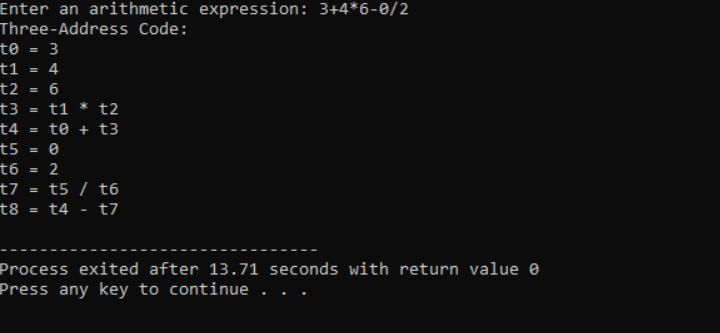 Enter an arithmetic expression: 3+4*6-0/2
Three-Address Code:
t0 = 3
t1 = 4
t2 = 6
t3 = t1 * t2
t4 = t0 + t3
t5 = 0
t6 = 2
t7 = t5 / t6
t8 = t4 - t7
--------------------------------
Process exited after 13.71 seconds with return value 0
Press any key to continue . . .